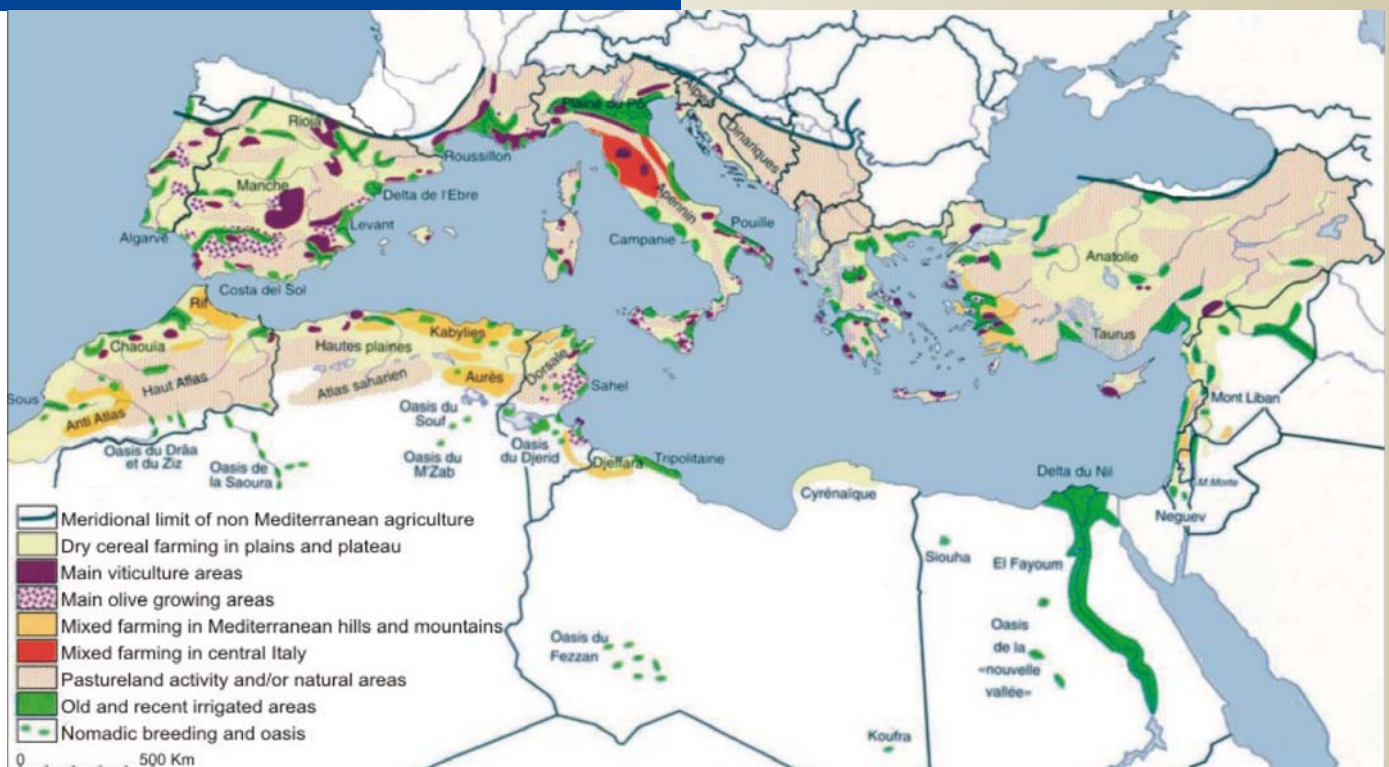 Alpes
Plaine du Pô
Dinariques
Rioja
Roussillon
Manche
Delta de l'Ebre
Apennin
Pouille
Levant
Campanie
Algarve
Anatolie
Costa del Sol
Rif
Taurus
Kabylies
Chaouia
Hautes plaines
Dorsale
Haut Atlas
Atlas saharien
Aurès
Sahel
Sous
Mont Liban
Anti Atlas
Oasis du
Souf
Oasis du Drâa
et du Ziz
Oasis de
la Saoura
Oasis du
M'Zab
Oasis
du Djerid
Djeffara
Tripolitaine
Delta du Nil
Cyrénaïque
M.Morte
Neguev
Meridional limit of non Mediterranean agriculture
Dry cereal farming in plains and plateau
Main viticulture areas
Main olive growing areas
Mixed farming in Mediterranean hills and mountains
Mixed farming in central Italy
Pastureland activity and/or natural areas
Old and recent irrigated areas
Nomadic breeding and oasis
0 500 Km
Siouha
El Fayoum
Oasis
de la
«nouvelle
vallée»
Oasis du
Fezzan
Koufra